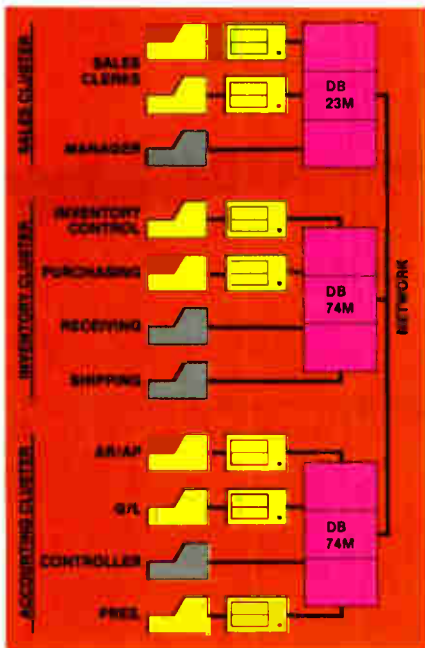 SALES CLUSTER
SALES
CLERKS
MANAGER
DB
23M
INVENTORY CLUSTER
INVENTORY
CONTROL
PURCHASING
RECEIVING
SHIPPING
DB
74M
NETWORK
ACCOUNTING CLUSTER
AR/AP
G/L
CONTROLLER
PRES.
DB
74M